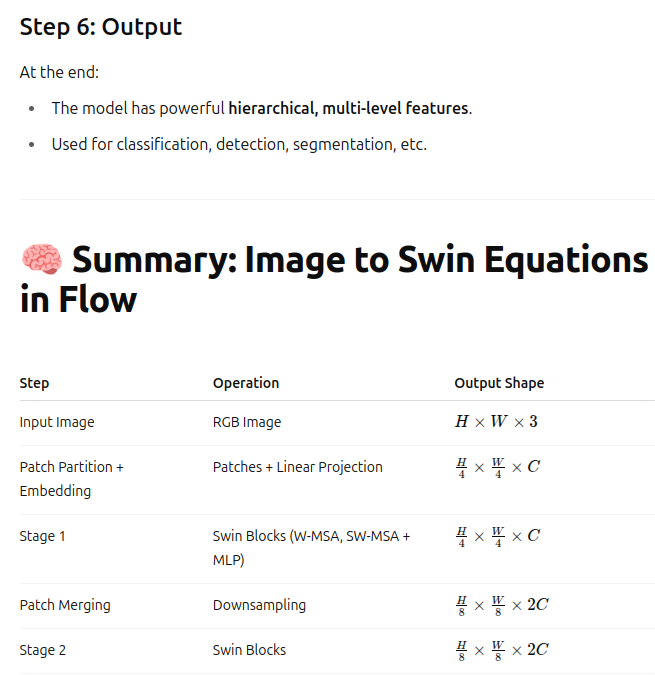 Step 6: Output
At the end:
• The model has powerful hierarchical, multi-level features.
• Used for classification, detection, segmentation, etc.
🧠 Summary: Image to Swin Equations
in Flow
Step Operation Output Shape
Input Image RGB Image H × W × 3
Patch Partition + Patches + Linear Projection H/4 × W/4 × C
Embedding
Stage 1 Swin Blocks (W-MSA, SW-MSA + H/4 × W/4 × C
MLP)
Patch Merging Downsampling H/8 × W/8 × 2C
Stage 2 Swin Blocks H/8 × W/8 × 2C